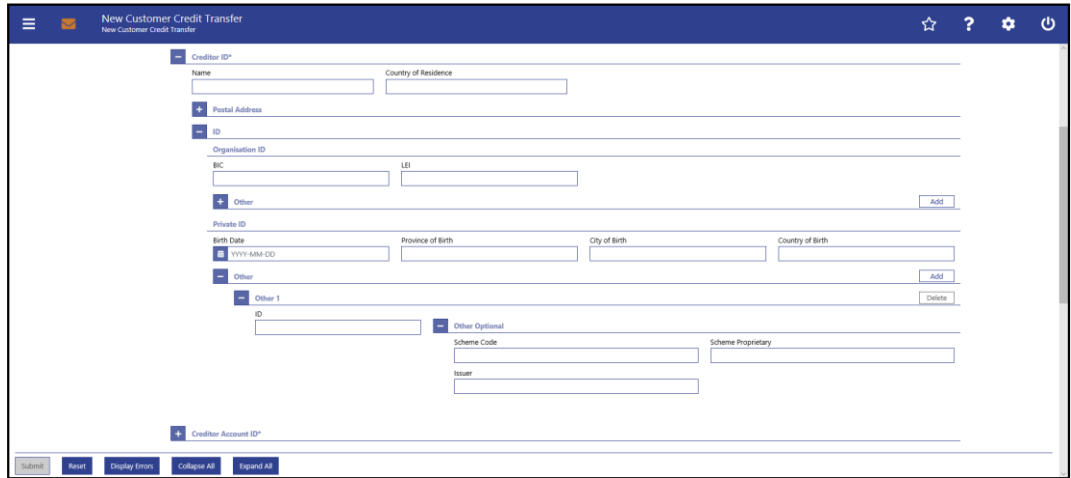 New Customer Credit Transfer
New Customer Credit Transfer
Creditor ID*
Name Country of Residence
Postal Address
ID
Organisation ID
BIC LEI
Other Add
Private ID
Birth Date Province of Birth City of Birth Country of Birth
YYYY-MM-DD
Other Add
Other 1 Delete
ID
Other Optional
Scheme Code Scheme Proprietary
Issuer
Creditor Account ID*
Submit Reset Display Errors Collapse All Expand All